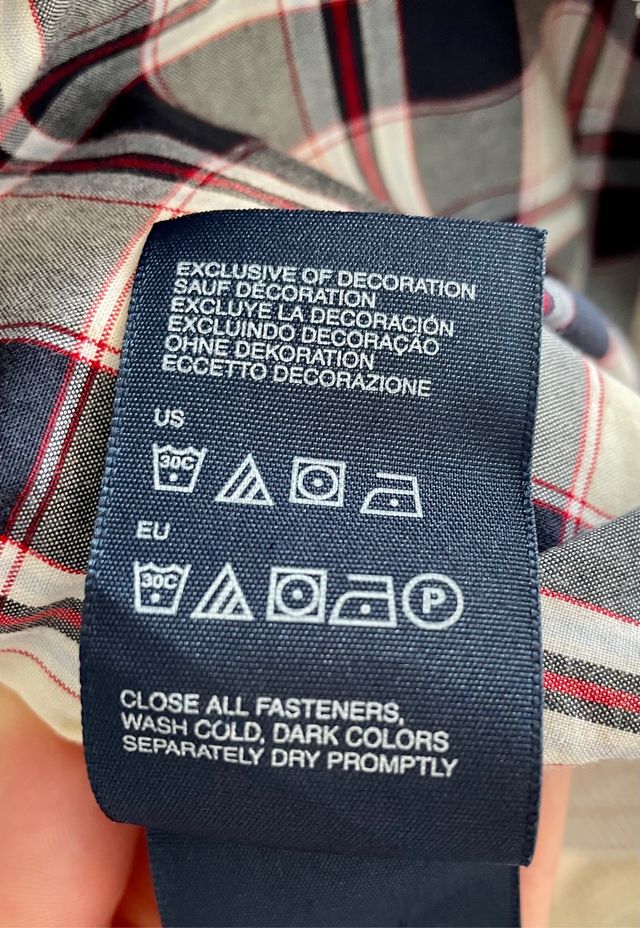 EXCLUSIVE OF DECORATION
SAUF DÉCORATION
EXCLUYE LA DECORACIÓN
EXCLUINDO DECORAÇÃO
OHNE DEKORATION
ECCETTO DECORAZIONE
US
30C
EU
30C P
CLOSE ALL FASTENERS,
WASH COLD, DARK COLORS
SEPARATELY DRY PROMPTLY